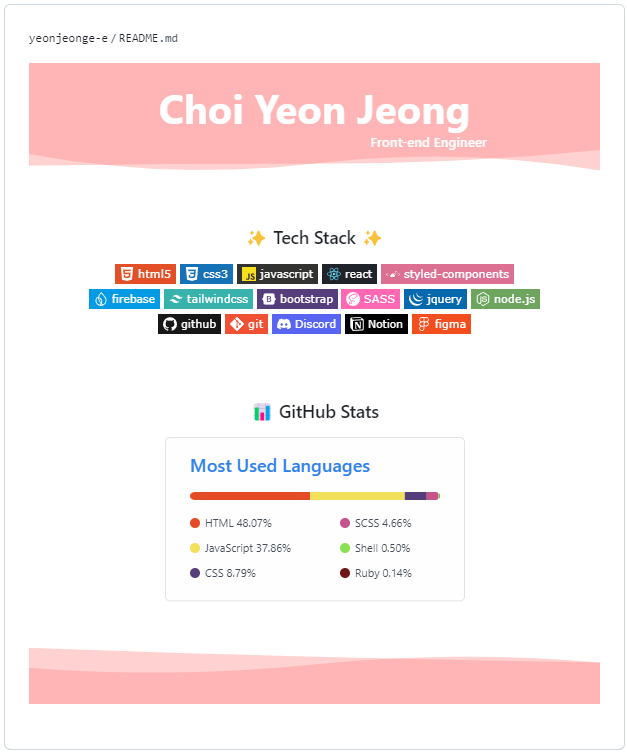 yeonjeonge-e / README.md
Choi Yeon Jeong
Front-end Engineer
✨ Tech Stack ✨
html5 css3 JS javascript react styled-components
firebase tailwindcss bootstrap SASS jquery node.js
github git Discord Notion figma
📊 GitHub Stats
Most Used Languages
HTML 48.07% SCSS 4.66%
JavaScript 37.86% Shell 0.50%
CSS 8.79% Ruby 0.14%